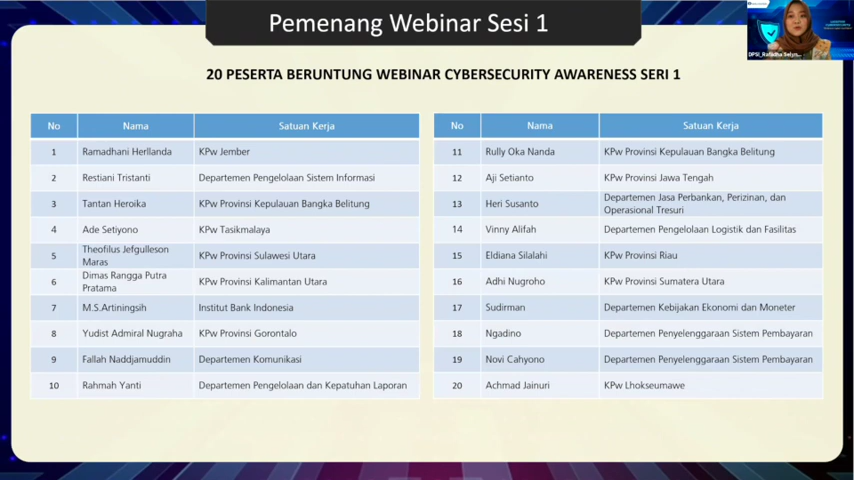 Pemenang Webinar Sesi 1
20 PESERTA BERUNTUNG WEBINAR CYBERSECURITY AWARENESS SERI 1
No Nama Satuan Kerja
1 Ramadhani Herllanda KPw Jember
2 Restiani Tristanti Departemen Pengelolaan Sistem Informasi
3 Tantan Heroika KPw Provinsi Kepulauan Bangka Belitung
4 Ade Setiyono KPw Tasikmalaya
5 Theofilus Jefgulleson
Maras KPw Provinsi Sulawesi Utara
6 Dimas Rangga Putra
Pratama KPw Provinsi Kalimantan Utara
7 M.S.Artiningsih Institut Bank Indonesia
8 Yudist Admiral Nugraha KPw Provinsi Gorontalo
9 Fallah Naddjamuddin Departemen Komunikasi
10 Rahmah Yanti Departemen Pengelolaan dan Kepatuhan Laporan
No Nama Satuan Kerja
11 Rully Oka Nanda KPw Provinsi Kepulauan Bangka Belitung
12 Aji Setianto KPw Provinsi Jawa Tengah
13 Heri Susanto Departemen Jasa Perbankan, Perizinan, dan
Operasional Tresuri
14 Vinny Alifah Departemen Pengelolaan Logistik dan Fasilitas
15 Eldiana Silalahi KPw Provinsi Riau
16 Adhi Nugroho KPw Provinsi Sumatera Utara
17 Sudirman Departemen Kebijakan Ekonomi dan Moneter
18 Ngadino Departemen Penyelenggaraan Sistem Pembayaran
19 Novi Cahyono Departemen Penyelenggaraan Sistem Pembayaran
20 Achmad Jainuri KPw Lhokseumawe